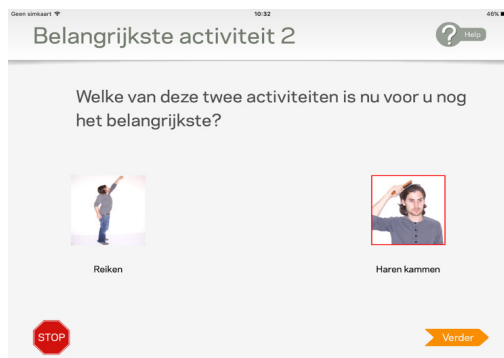 Geen simkaart 10:32 46%
Belangrijkste activiteit 2
? Help
Welke van deze twee activiteiten is nu voor u nog
het belangrijkste?
Reiken Haren kammen
STOP Verder